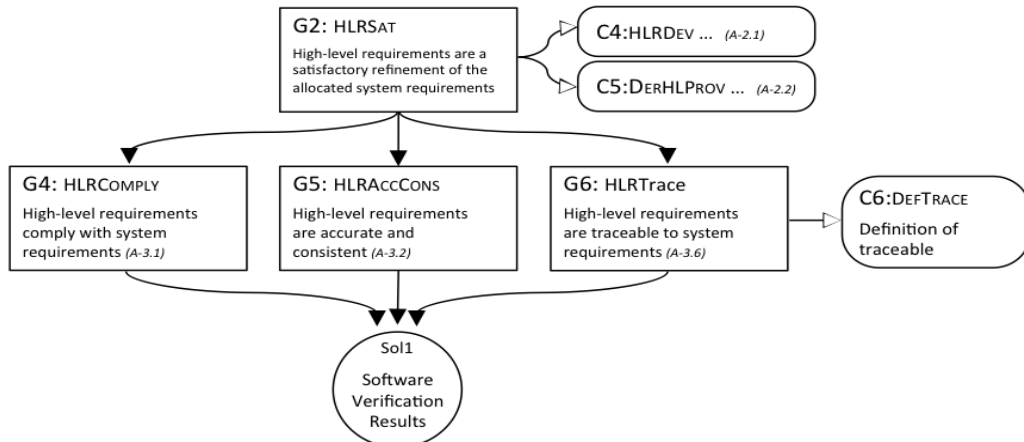 G2: HLRSAT
High-level requirements are a
satisfactory refinement of the
allocated system requirements
C4:HLRDEV ... (A-2.1)
C5:DERHLPROV ... (A-2.2)
G4: HLRCOMPLY
High-level requirements
comply with system
requirements (A-3.1)
G5: HLRACCCONS
High-level requirements
are accurate and
consistent (A-3.2)
G6: HLRTrace
High-level requirements
are traceable to system
requirements (A-3.6)
C6:DEFTRACE
Definition of
traceable
Sol1
Software
Verification
Results